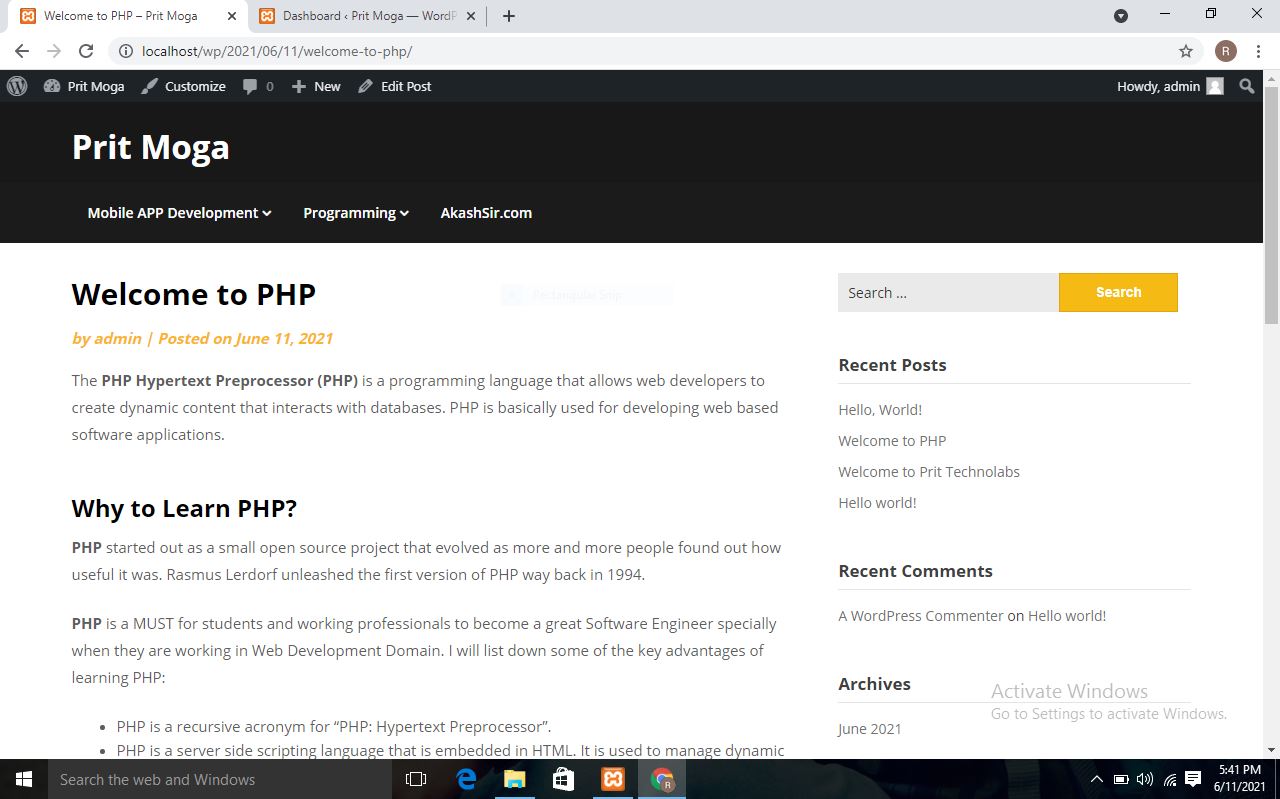 Welcome to PHP – Prit Moga
Dashboard ‹ Prit Moga — WordP
localhost/wp/2021/06/11/welcome-to-php/
R
Prit Moga Customize 0 New Edit Post Howdy, admin
Prit Moga
Mobile APP Development Programming AkashSir.com
Welcome to PHP
Rectangular Snip
by admin | Posted on June 11, 2021
The PHP Hypertext Preprocessor (PHP) is a programming language that allows web developers to
create dynamic content that interacts with databases. PHP is basically used for developing web based
software applications.
Why to Learn PHP?
PHP started out as a small open source project that evolved as more and more people found out how
useful it was. Rasmus Lerdorf unleashed the first version of PHP way back in 1994.
PHP is a MUST for students and working professionals to become a great Software Engineer specially
when they are working in Web Development Domain. I will list down some of the key advantages of
learning PHP:
PHP is a recursive acronym for “PHP: Hypertext Preprocessor”.
PHP is a server side scripting language that is embedded in HTML. It is used to manage dynamic
Search ...
Search
Recent Posts
Hello, World!
Welcome to PHP
Welcome to Prit Technolabs
Hello world!
Recent Comments
A WordPress Commenter on Hello world!
Archives
June 2021
Activate Windows
Go to Settings to activate Windows.
Search the web and Windows
R
5:41 PM
6/11/2021